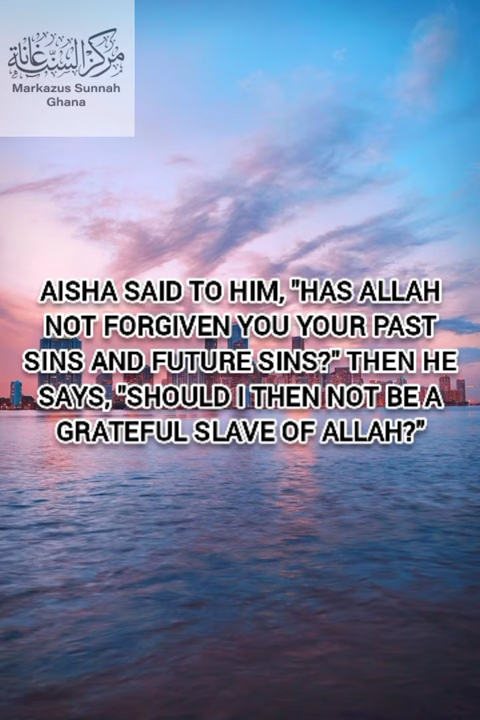 مركز السنة غانا
Markazus Sunnah
Ghana
AISHA SAID TO HIM, "HAS ALLAH
NOT FORGIVEN YOU YOUR PAST
SINS AND FUTURE SINS?" THEN HE
SAYS, "SHOULD I THEN NOT BE A
GRATEFUL SLAVE OF ALLAH?"